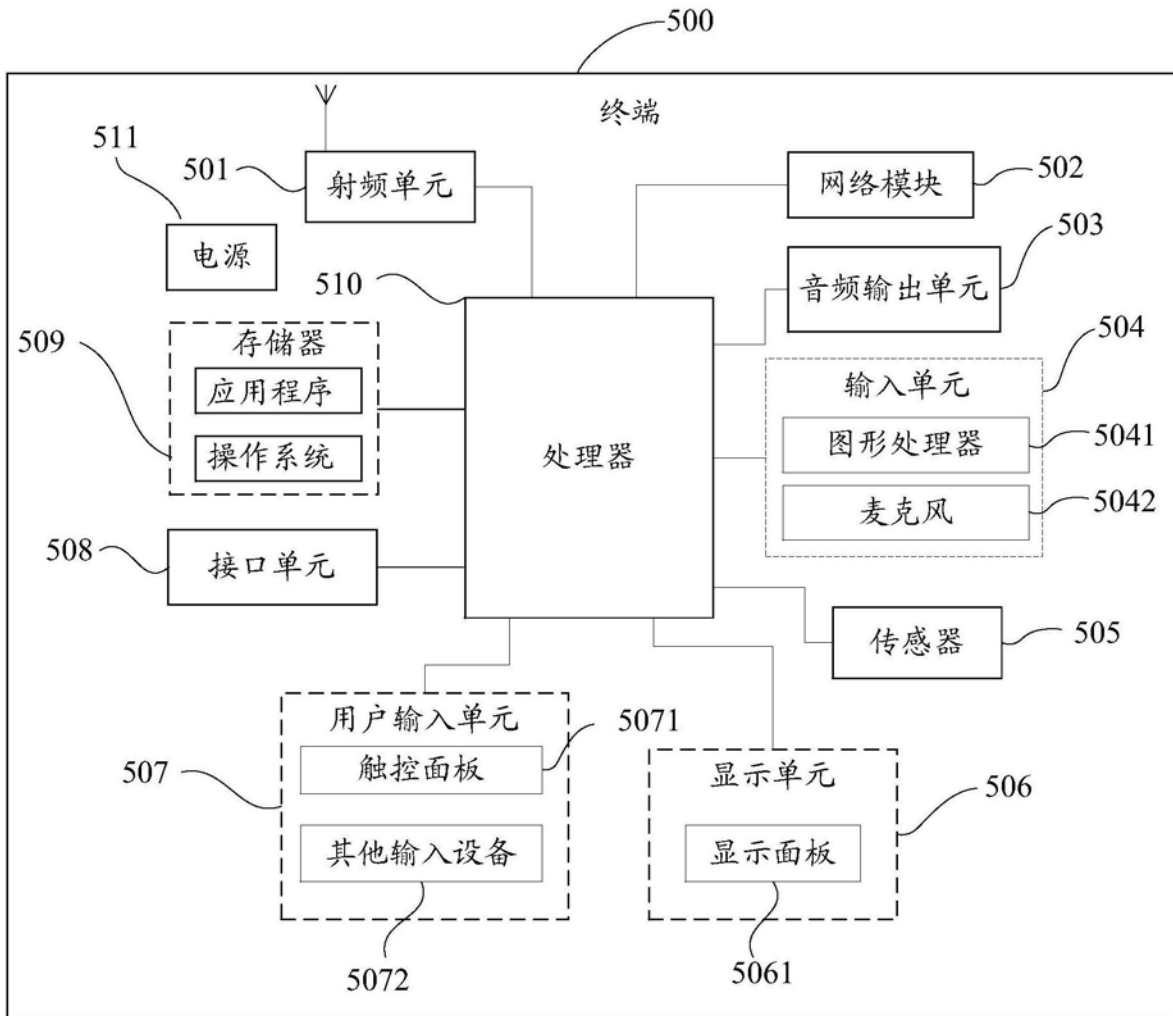 500
终端
511
501
射频单元
网络模块
502
电源
503
音频输出单元
510
509
存储器
应用程序
操作系统
504
输入单元
图形处理器
5041
麦克风
5042
处理器
508
接口单元
传感器
505
用户输入单元
5071
507
触控面板
其他输入设备
5072
显示单元
506
显示面板
5061